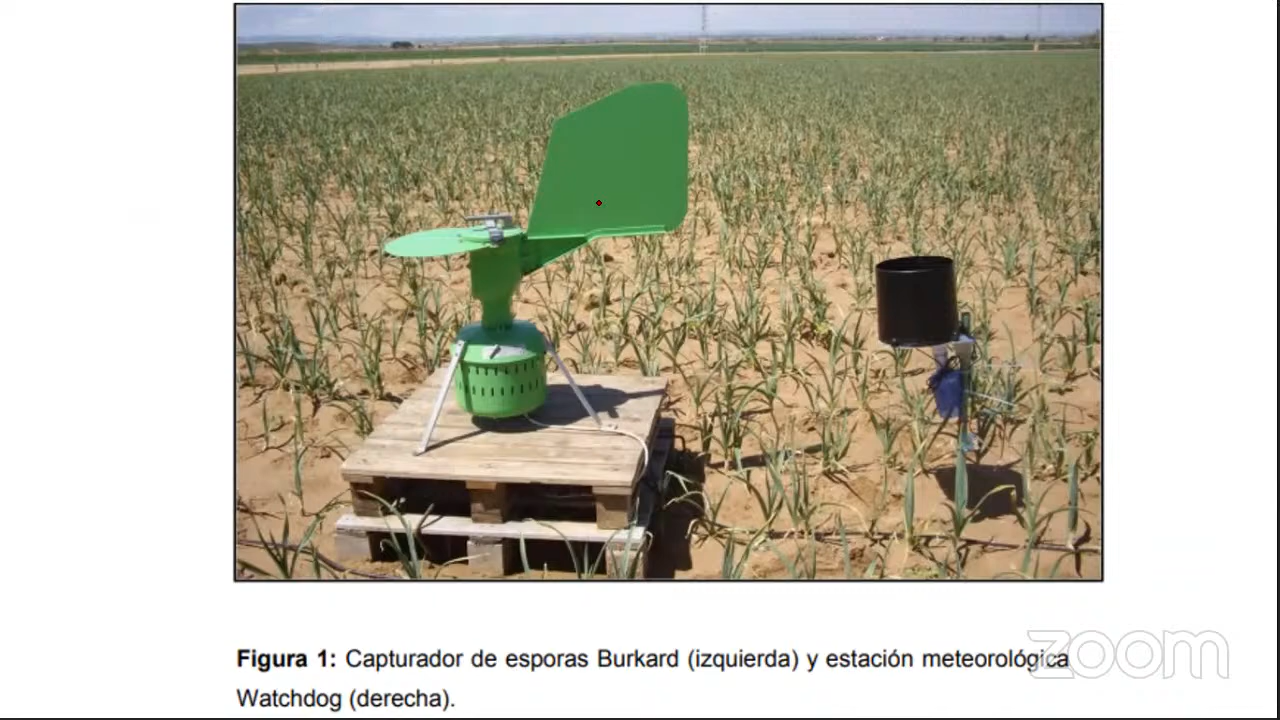 Figura 1: Capturador de esporas Burkard (izquierda) y estación meteorológica
Watchdog (derecha).
zoom